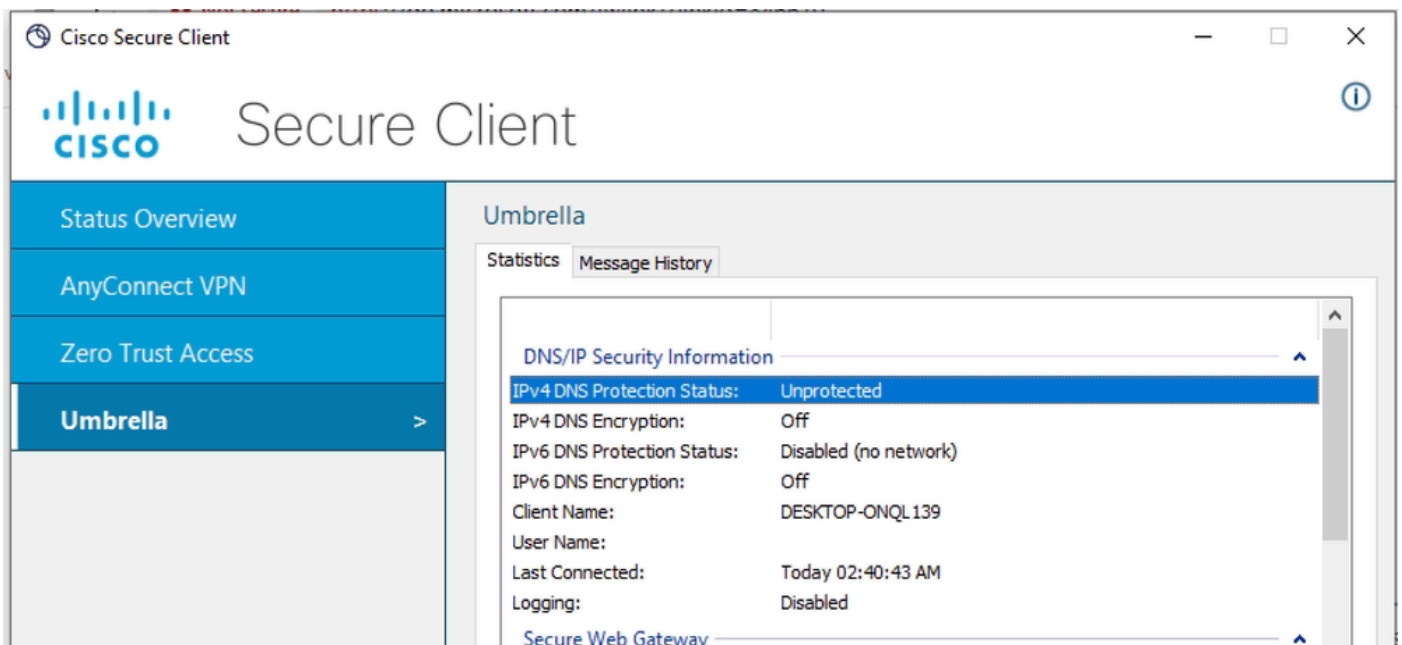 Cisco Secure Client
CISCO Secure Client
Status Overview
AnyConnect VPN
Zero Trust Access
Umbrella >
Umbrella
Statistics Message History
DNS/IP Security Information
IPv4 DNS Protection Status: Unprotected
IPv4 DNS Encryption: Off
IPv6 DNS Protection Status: Disabled (no network)
IPv6 DNS Encryption: Off
Client Name: DESKTOP-ONQL139
User Name:
Last Connected: Today 02:40:43 AM
Logging: Disabled
Secure Web Gateway